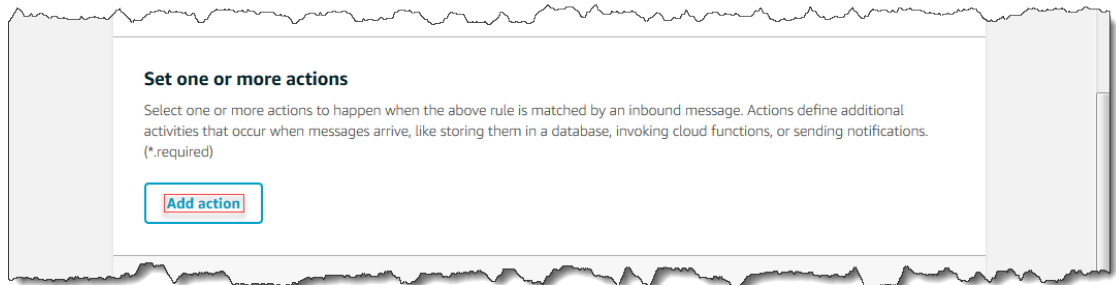 Set one or more actions
Select one or more actions to happen when the above rule is matched by an inbound message. Actions define additional
activities that occur when messages arrive, like storing them in a database, invoking cloud functions, or sending notifications.
(*.required)
Add action